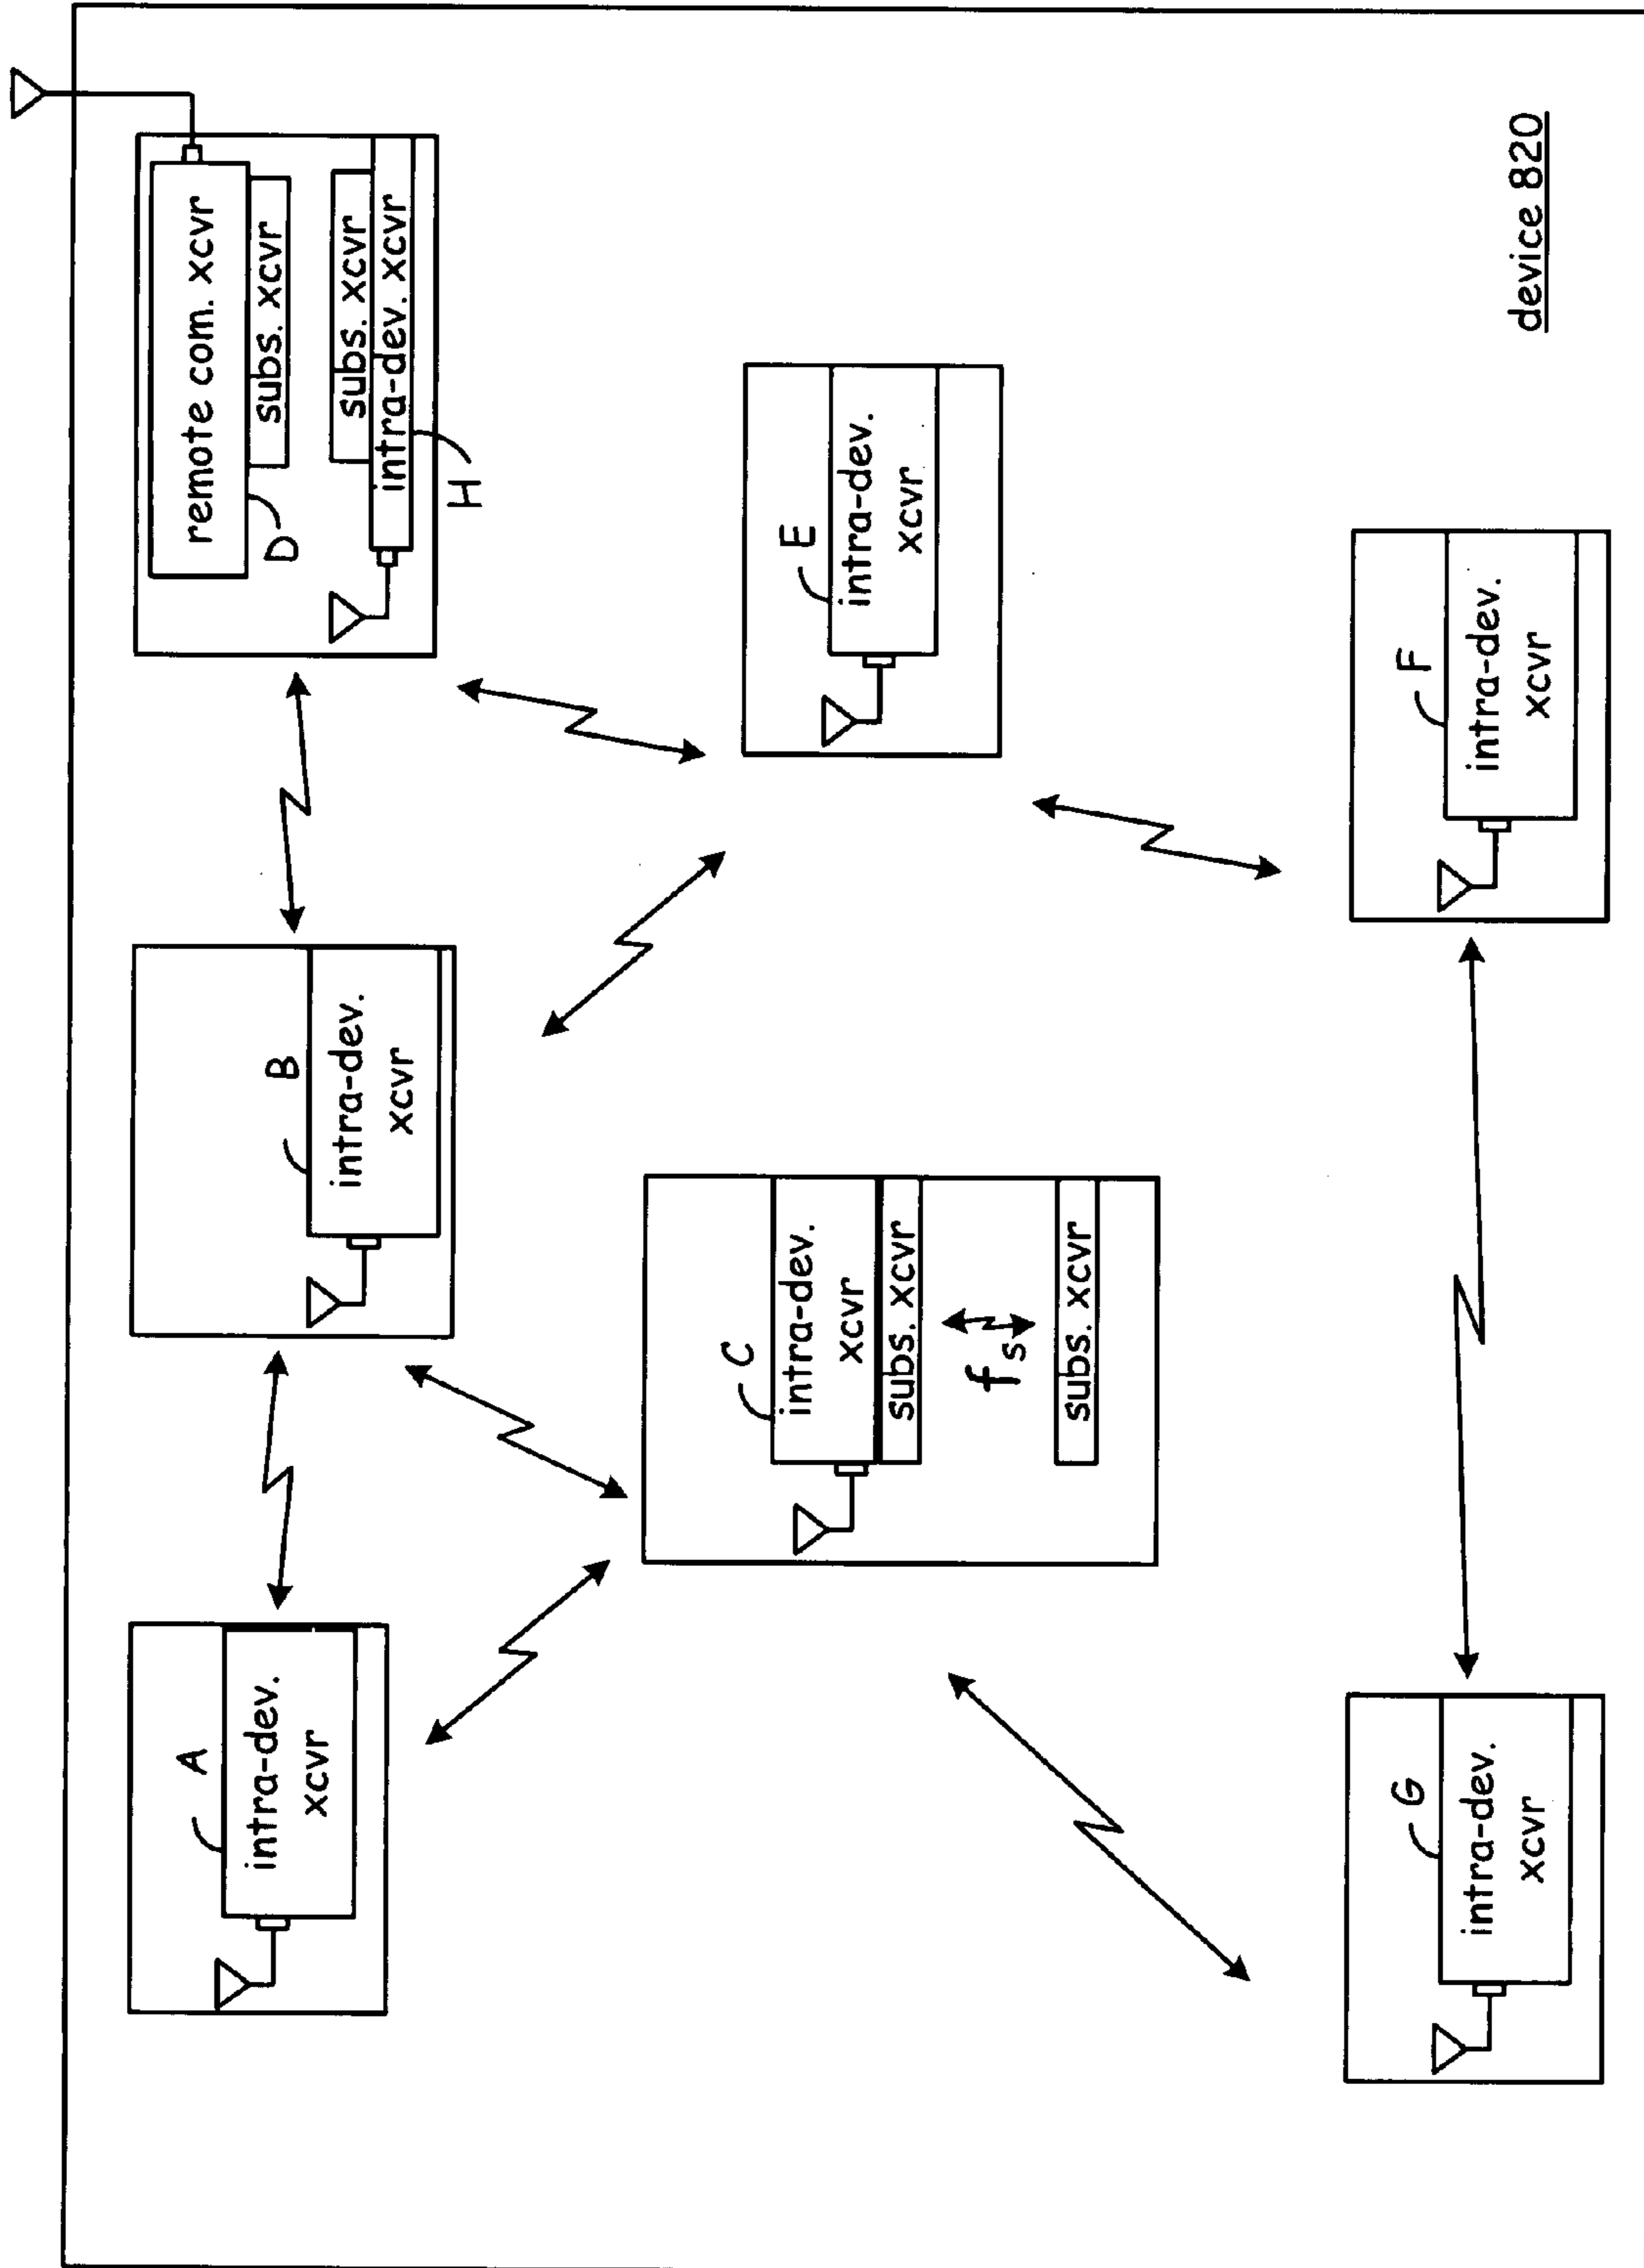 remote com. xcvr
D
subs. xcvr
subs. xcvr
intra-dev. xcvr
H
B
intra-dev.
xcvr
A
intra-dev.
xcvr
C
intra-dev.
xcvr
subs. xcvr
fs
subs. xcvr
E
intra-dev.
xcvr
G
intra-dev.
xcvr
F
intra-dev.
xcvr
device 820